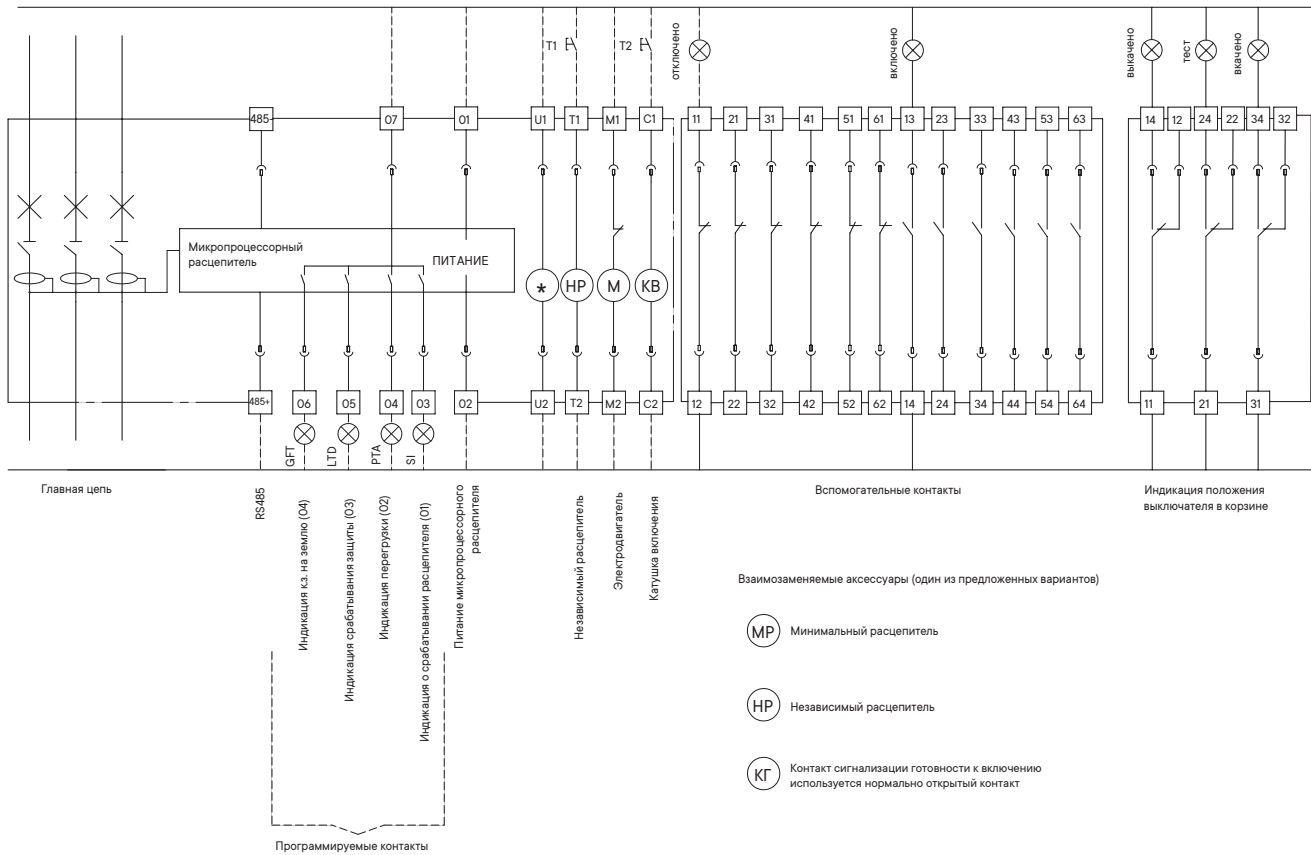 T1
T2
отключено
включено
выкачено
тест
вкачено
485-
07
01
U1
T1
M1
C1
11
21
31
41
51
61
13
23
33
43
53
63
14
12
24
22
34
32
Микропроцессорный
расцепитель
ПИТАНИЕ
*
НР
М
КВ
485+
06
05
04
03
02
U2
T2
M2
C2
12
22
32
42
52
62
14
24
34
44
54
64
11
21
31
GFT
LTD
PTA
SI
Главная цепь
RS485
Индикация к.з. на землю (04)
Индикация срабатывания защиты (03)
Индикация перегрузки (02)
Индикация о срабатывании расцепителя (01)
Питание микропроцессорного
расцепителя
Независимый расцепитель
Электродвигатель
Катушка включения
Вспомогательные контакты
Индикация положения
выключателя в корзине
Взаимозаменяемые аксессуары (один из предложенных вариантов)
МР
Минимальный расцепитель
НР
Независимый расцепитель
КГ
Контакт сигнализации готовности к включению
используется нормально открытый контакт
Программируемые контакты